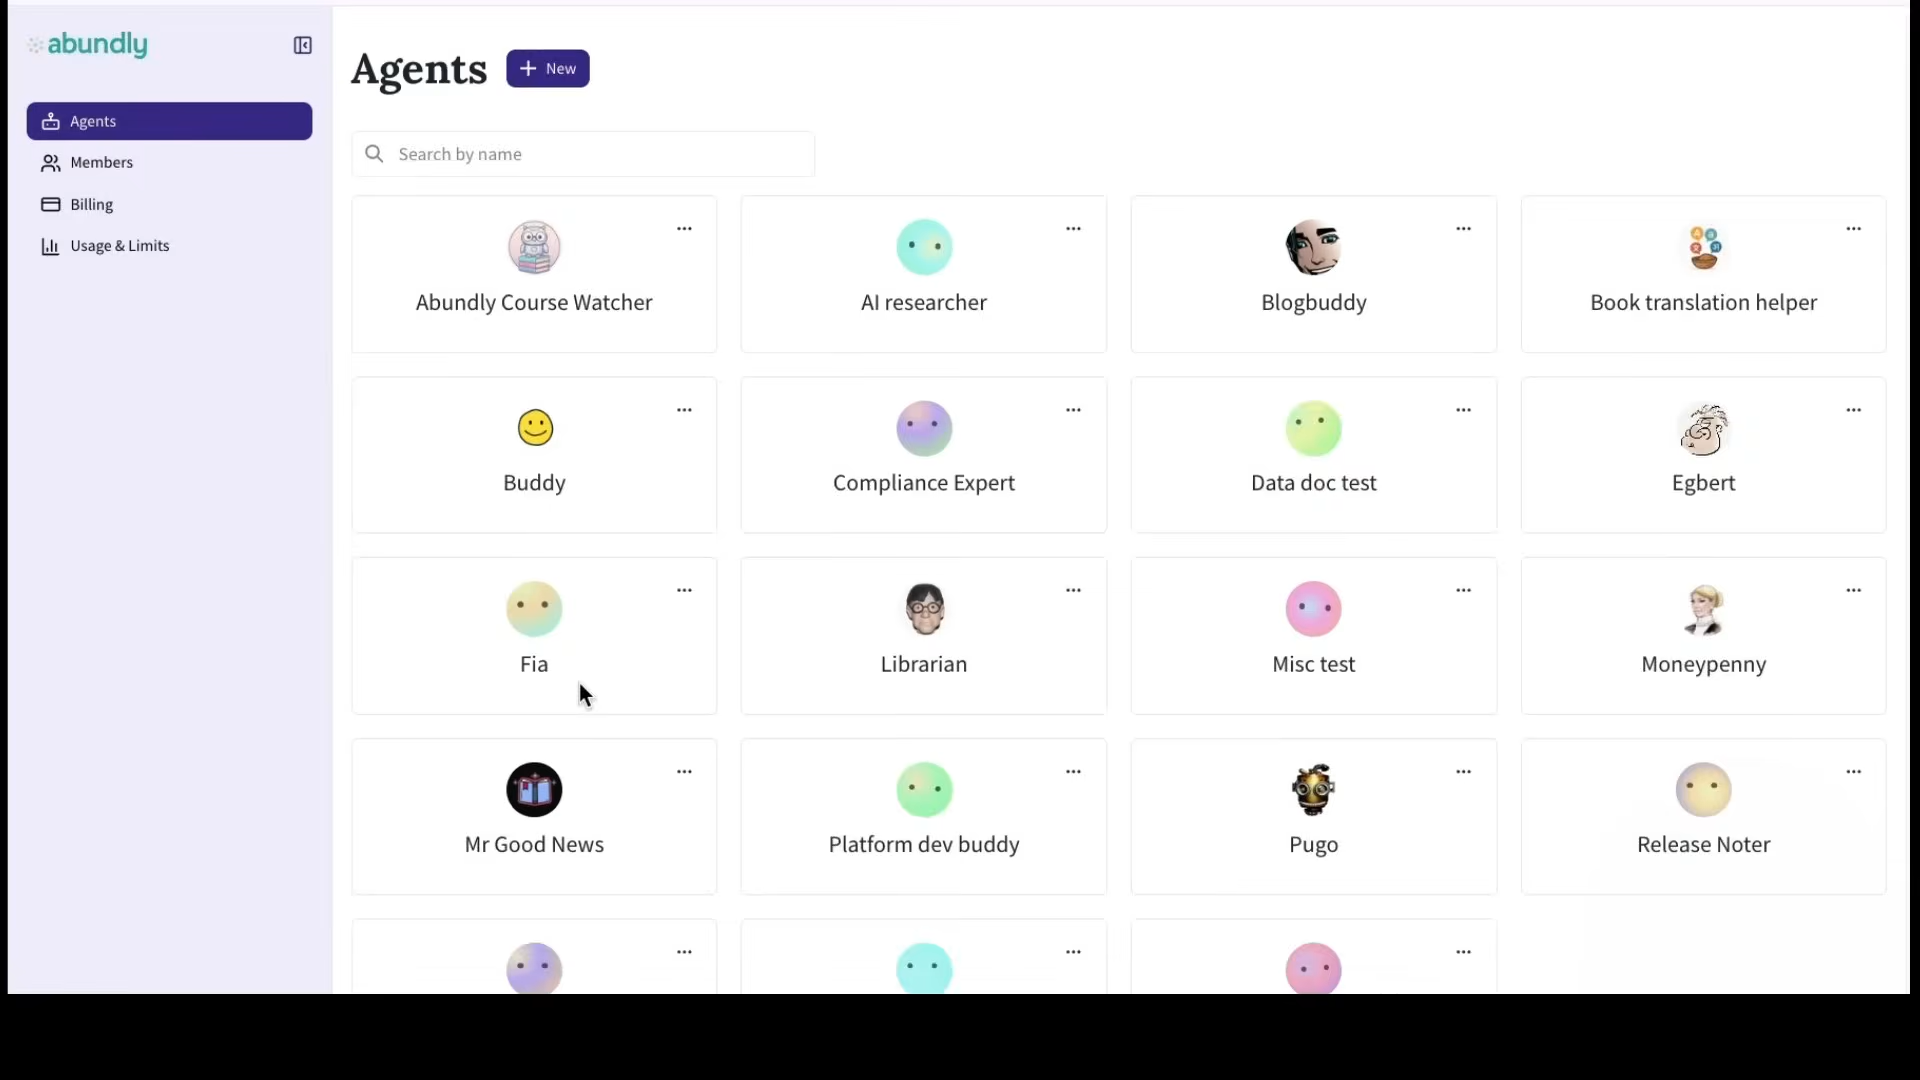 abundly
Agents
New
Agents
Members
Billing
Usage & Limits
Search by name
Abundly Course Watcher
AI researcher
Blogbuddy
Book translation helper
Buddy
Compliance Expert
Data doc test
Egbert
Fia
Librarian
Misc test
Moneypenny
Mr Good News
Platform dev buddy
Pugo
Release Noter